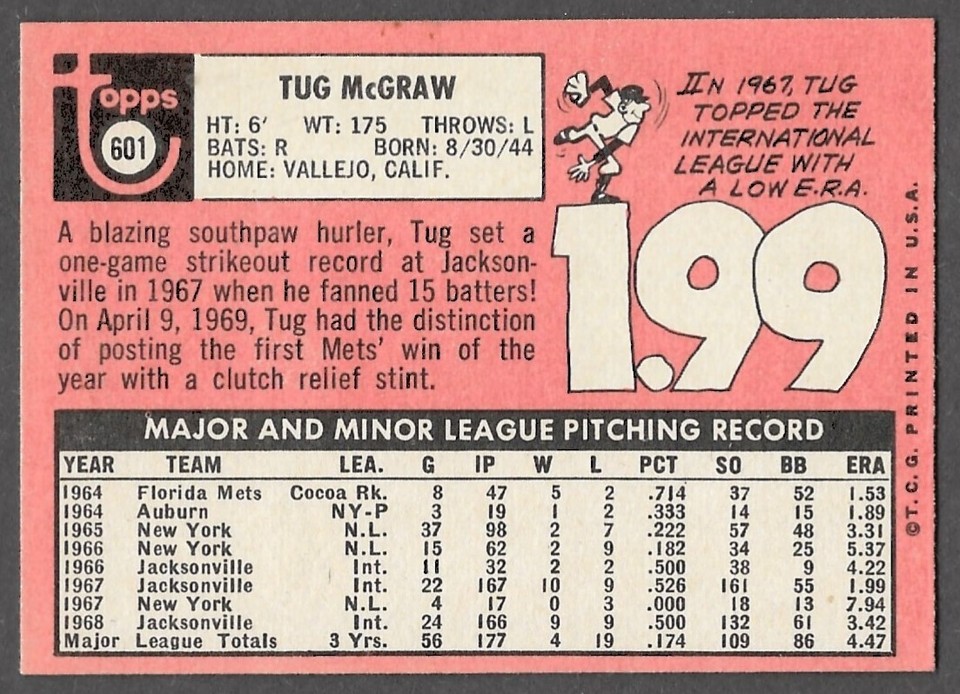 Topps
601
TUG McGRAW
HT: 6' WT: 175 THROWS: L
BATS: R BORN: 8/30/44
HOME: VALLEJO, CALIF.
A blazing southpaw hurler, Tug set a
one-game strikeout record at Jackson-
ville in 1967 when he fanned 15 batters!
On April 9, 1969, Tug had the distinction
of posting the first Mets' win of the
year with a clutch relief stint.
IN 1967, TUG
TOPPED THE
INTERNATIONAL
LEAGUE WITH
A LOW E.R.A.
1.99
MAJOR AND MINOR LEAGUE PITCHING RECORD
YEAR TEAM LEA. G IP W L PCT SO BB ERA
1964 Florida Mets Cocoa Rk. 8 47 5 2 .714 37 52 1.53
1964 Auburn NY-P 3 19 1 2 .333 14 15 1.89
1965 New York N.L. 37 98 2 7 .222 57 48 3.31
1966 New York N.L. 15 62 2 9 .182 34 25 5.37
1966 Jacksonville Int. 11 32 2 2 .500 38 9 4.22
1967 Jacksonville Int. 22 167 10 9 .526 161 55 1.99
1967 New York N.L. 4 17 0 3 .000 18 13 7.94
1968 Jacksonville Int. 24 166 9 9 .500 132 61 3.42
Major League Totals 3 Yrs. 56 177 4 19 .174 109 86 4.47
©T.C.G. PRINTED IN U.S.A.